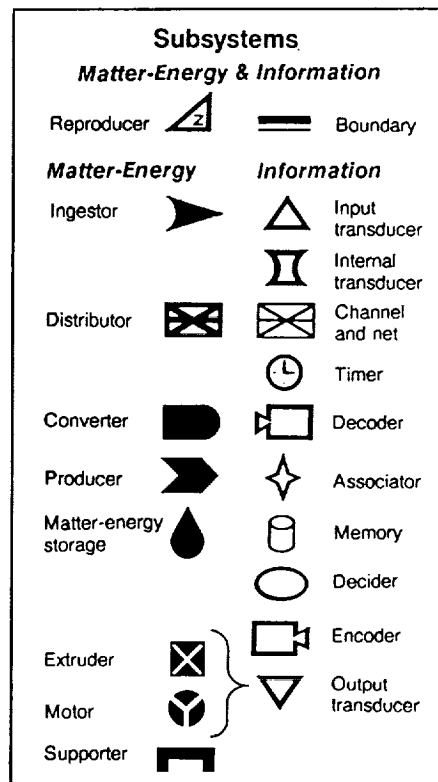 Subsystems
Matter-Energy & Information
Reproducer Z Boundary
Matter-Energy Information
Ingestor Input
transducer
Internal
transducer
Distributor Channel
and net
Timer
Converter Decoder
Producer Associator
Matter-energy
storage Memory
Decider
Encoder
Extruder
Output
transducer
Motor
Supporter